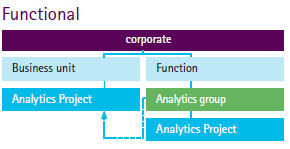 Functional
corporate
Business unit
Function
Analytics Project
Analytics group
Analytics Project